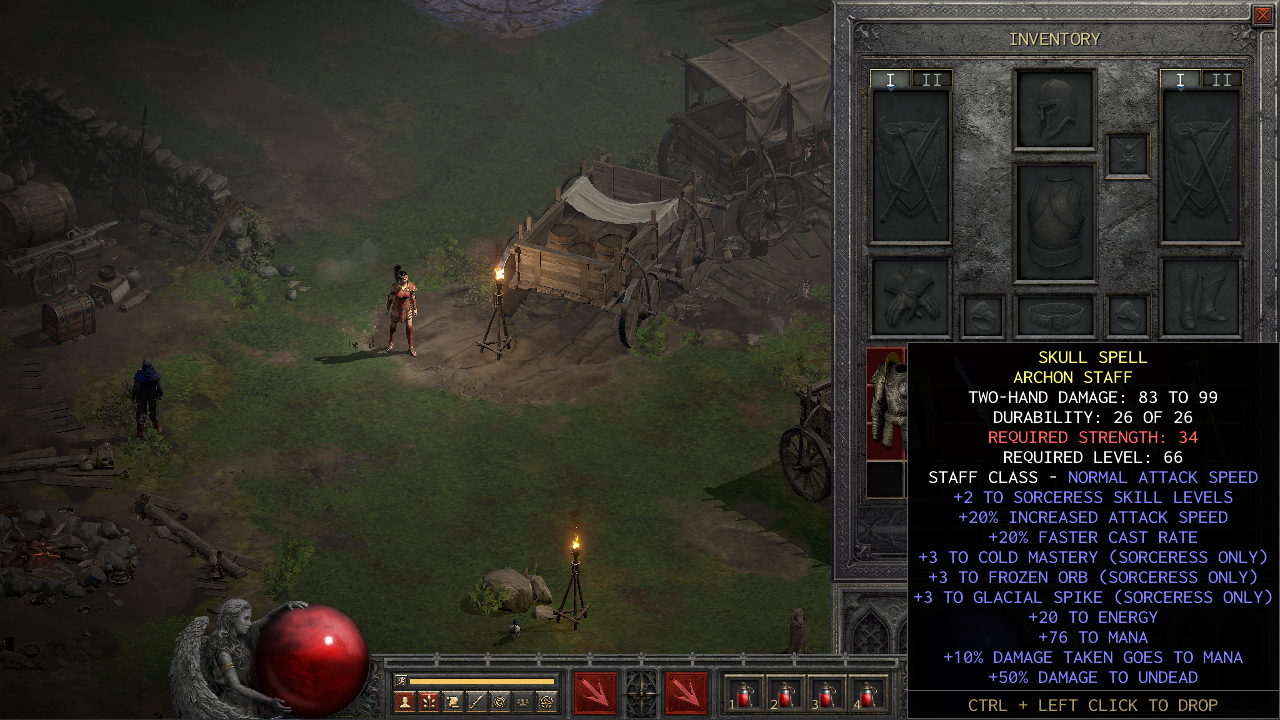 INVENTORY
I II
I II
SKULL SPELL
ARCHON STAFF
TWO-HAND DAMAGE: 83 TO 99
DURABILITY: 26 OF 26
REQUIRED STRENGTH: 34
REQUIRED LEVEL: 66
STAFF CLASS - NORMAL ATTACK SPEED
+2 TO SORCERESS SKILL LEVELS
+20% INCREASED ATTACK SPEED
+20% FASTER CAST RATE
+3 TO COLD MASTERY (SORCERESS ONLY)
+3 TO FROZEN ORB (SORCERESS ONLY)
+3 TO GLACIAL SPIKE (SORCERESS ONLY)
+20 TO ENERGY
+76 TO MANA
+10% DAMAGE TAKEN GOES TO MANA
+50% DAMAGE TO UNDEAD
CTRL + LEFT CLICK TO DROP
1 2 3 4